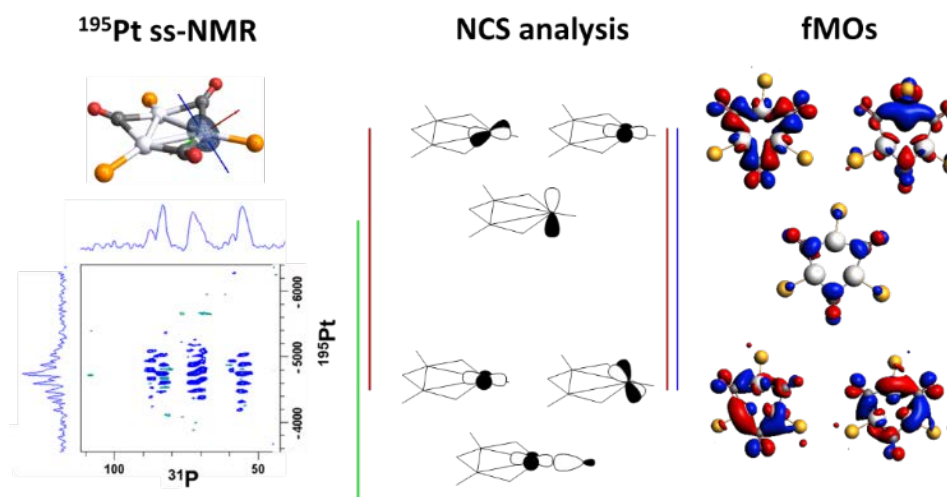 ¹⁹⁵Pt ss-NMR
NCS analysis
fMOs
- 6000
- 5000
- 4000
¹⁹⁵Pt
100
50
³¹P